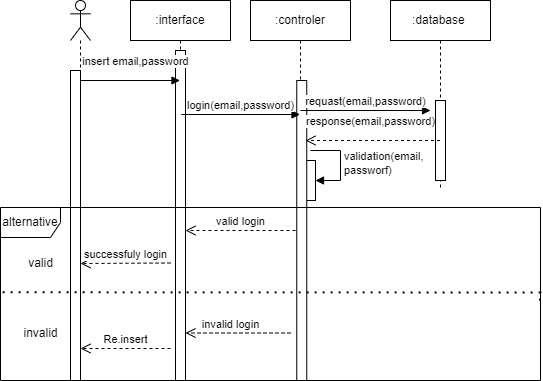 :interface
:controler
:database
insert email,password
login(email,password)
requast(email,password)
response(email,password)
validation(email,
passworf)
alternative
valid login
successfuly login
valid
invalid login
invalid
Re.insert